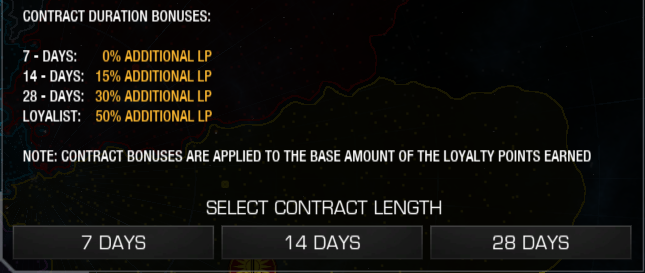 CONTRACT DURATION BONUSES:
7 - DAYS: 0% ADDITIONAL LP
14 - DAYS: 15% ADDITIONAL LP
28 - DAYS: 30% ADDITIONAL LP
LOYALIST: 50% ADDITIONAL LP
NOTE: CONTRACT BONUSES ARE APPLIED TO THE BASE AMOUNT OF THE LOYALTY POINTS EARNED
SELECT CONTRACT LENGTH
7 DAYS 14 DAYS 28 DAYS